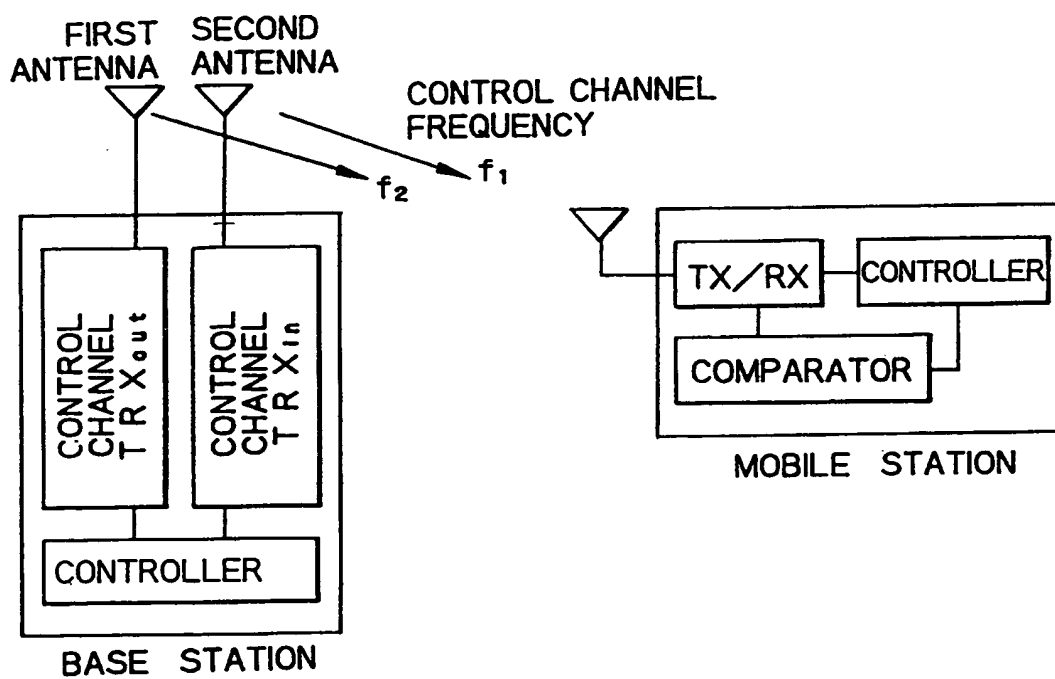 FIRST ANTENNA
SECOND ANTENNA
CONTROL CHANNEL
FREQUENCY
f2
f1
CONTROL
CHANNEL
TRXout
CONTROL
CHANNEL
TRXin
CONTROLLER
BASE STATION
TX/RX
CONTROLLER
COMPARATOR
MOBILE STATION